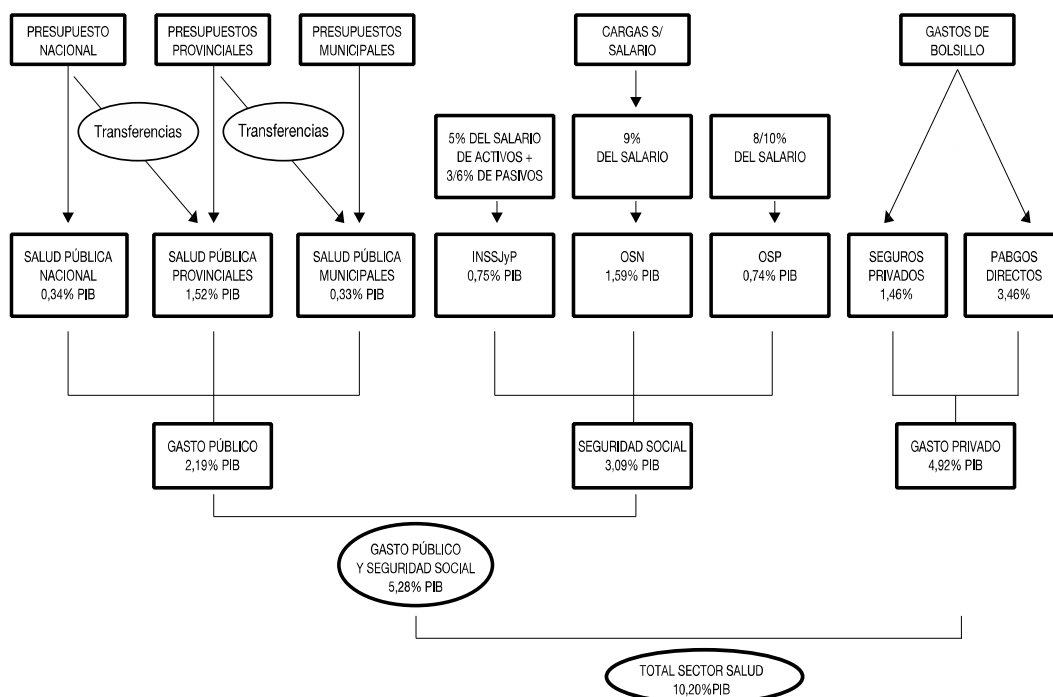 PRESUPUESTO
NACIONAL
PRESUPUESTOS
PROVINCIALES
PRESUPUESTOS
MUNICIPALES
CARGAS S/
SALARIO
GASTOS DE
BOLSILLO
Transferencias
Transferencias
5% DEL SALARIO
DE ACTIVOS +
3/6% DE PASIVOS
9%
DEL SALARIO
8/10%
DEL SALARIO
SALUD PÚBLICA
NACIONAL
0,34% PIB
SALUD PÚBLICA
PROVINCIALES
1,52% PIB
SALUD PÚBLICA
MUNICIPALES
0,33% PIB
INSSJyP
0,75% PIB
OSN
1,59% PIB
OSP
0,74% PIB
SEGUROS
PRIVADOS
1,46%
PABGOS
DIRECTOS
3,46%
GASTO PÚBLICO
2,19% PIB
SEGURIDAD SOCIAL
3,09% PIB
GASTO PRIVADO
4,92% PIB
GASTO PÚBLICO
Y SEGURIDAD SOCIAL
5,28% PIB
TOTAL SECTOR SALUD
10,20%PIB